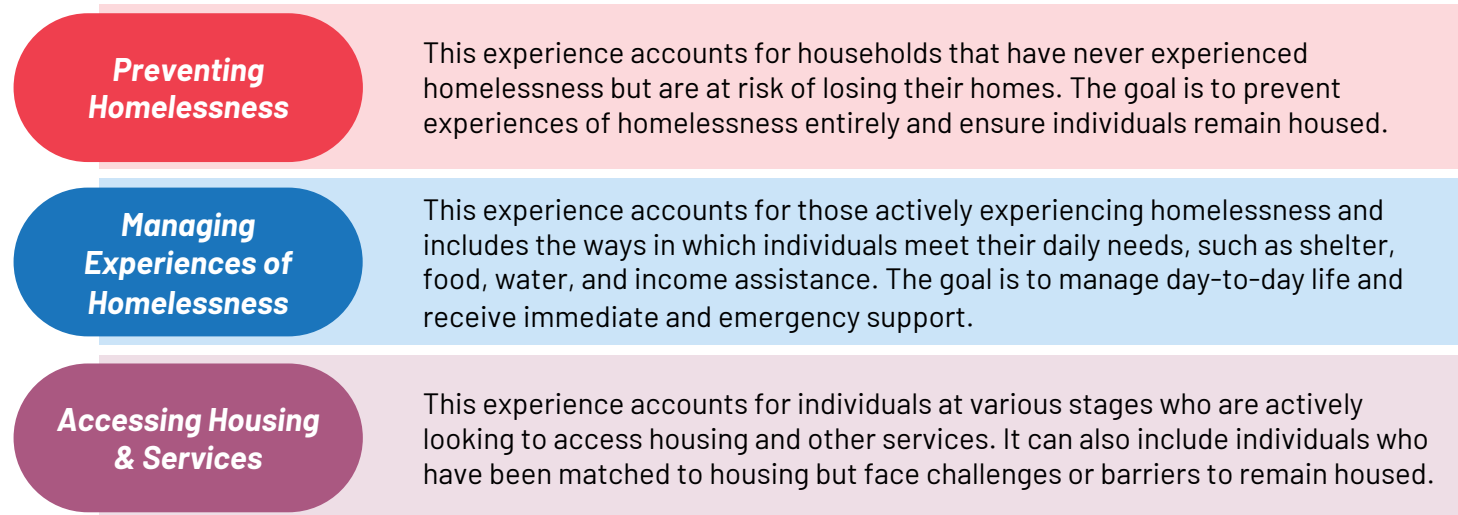 Preventing
Homelessness
This experience accounts for households that have never experienced
homelessness but are at risk of losing their homes. The goal is to prevent
experiences of homelessness entirely and ensure individuals remain housed.
Managing
Experiences of
Homelessness
This experience accounts for those actively experiencing homelessness and
includes the ways in which individuals meet their daily needs, such as shelter,
food, water, and income assistance. The goal is to manage day-to-day life and
receive immediate and emergency support.
Accessing Housing
& Services
This experience accounts for individuals at various stages who are actively
looking to access housing and other services. It can also include individuals who
have been matched to housing but face challenges or barriers to remain housed.